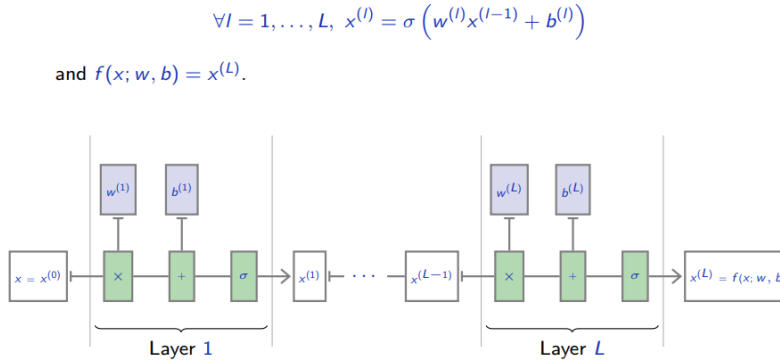 ∀l = 1, . . . , L, x^(l) = σ (w^(l) x^(l−1) + b^(l))
and f(x; w, b) = x^(L).
w^(1) b^(1) w^(L) b^(L)
x = x^(0) × + σ x^(1) · · · x^(L−1) × + σ x^(L) = f(x; w, b
Layer 1 Layer L